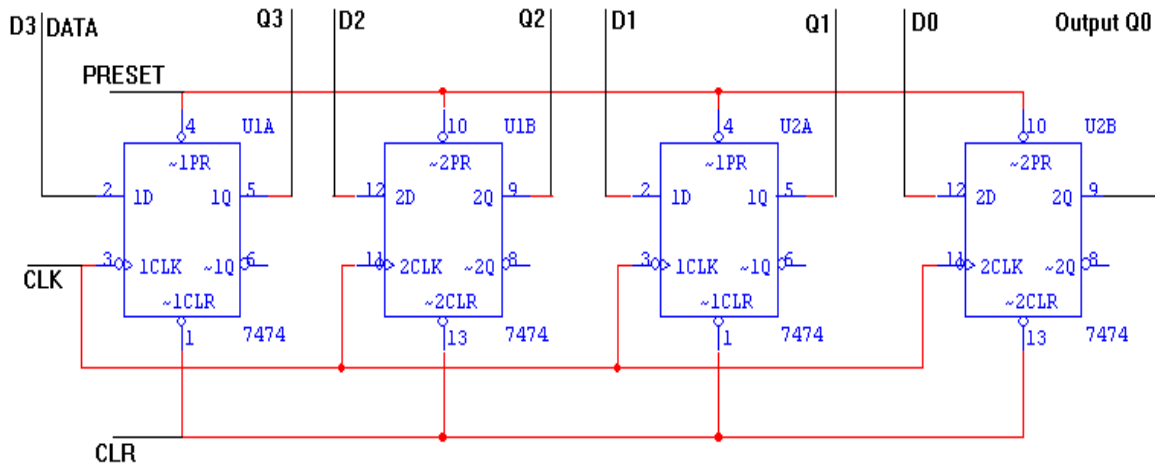 D3 DATA Q3 D2 Q2 D1 Q1 D0 Output Q0
PRESET
4 U1A 10 U1B 4 U2A 10 U2B
~1PR ~2PR ~1PR ~2PR
2 1D 1Q 5 12 2D 2Q 9 2 1D 1Q 5 12 2D 2Q 9
3 1CLK ~1Q 6 11 2CLK ~2Q 8 3 1CLK ~1Q 6 11 2CLK ~2Q 8
CLK
~1CLR ~2CLR ~1CLR ~2CLR
1 7474 13 7474 1 7474 13 7474
CLR